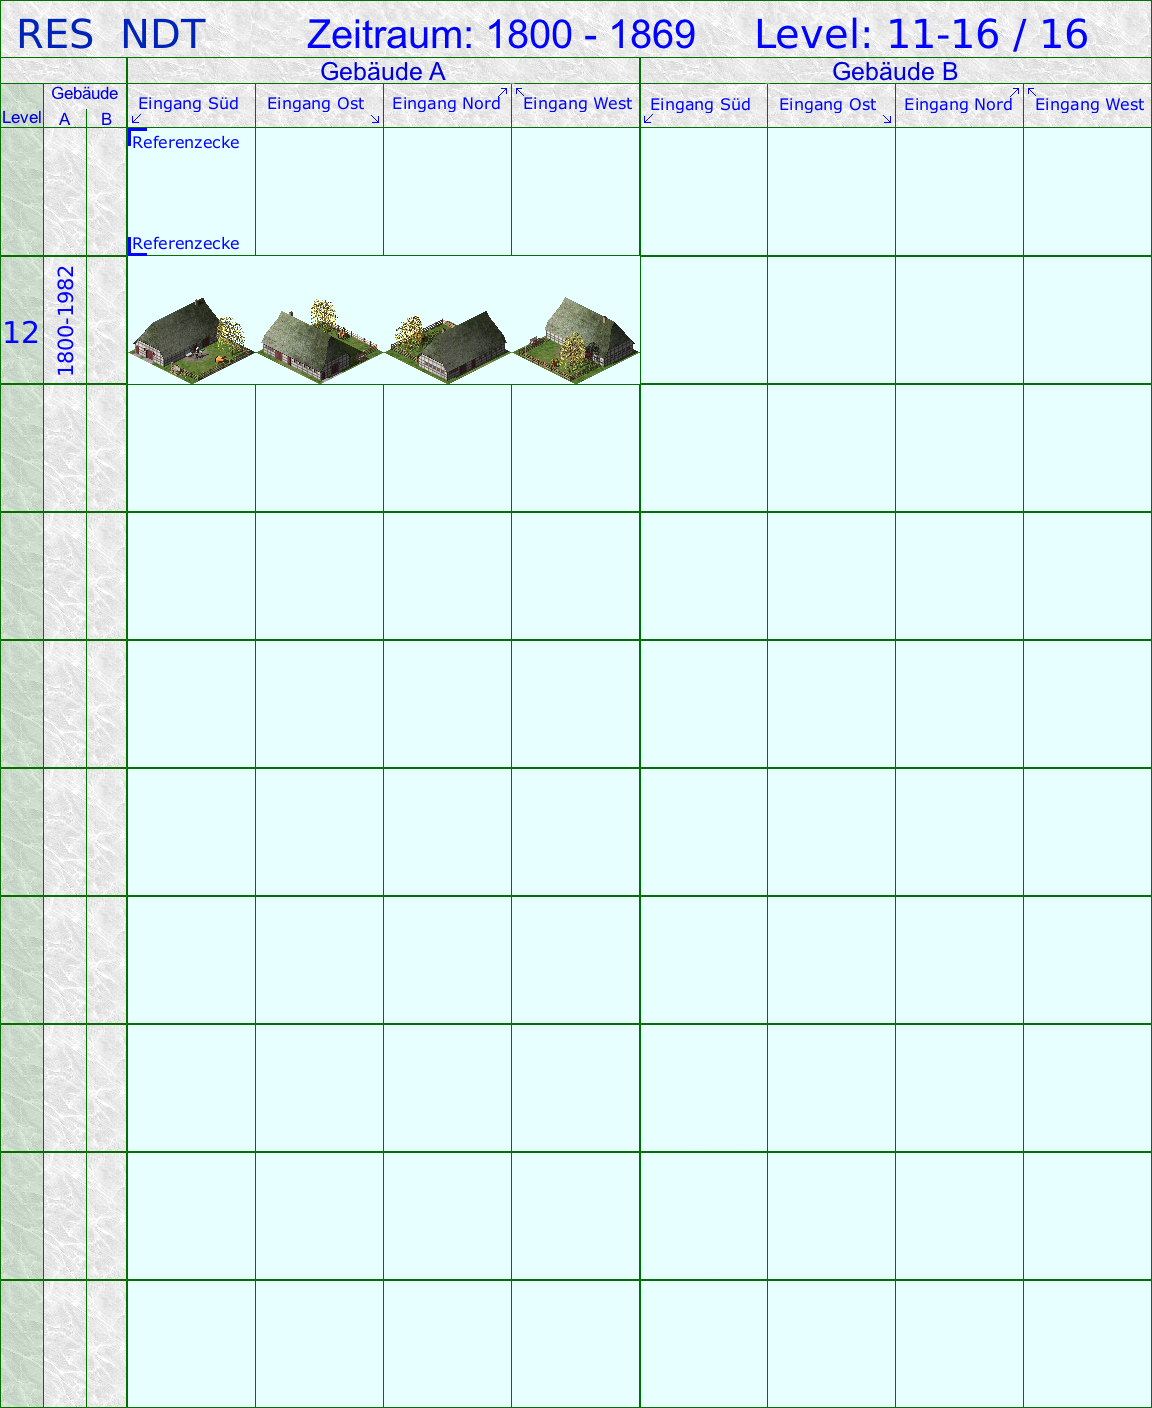 RES NDT Zeitraum: 1800 - 1869 Level: 11-16 / 16
Gebäude A Gebäude B
Level Gebäude A B Eingang Süd Eingang Ost Eingang Nord Eingang West Eingang Süd Eingang Ost Eingang Nord Eingang West
Referenzecke
Referenzecke
12 1800-1982